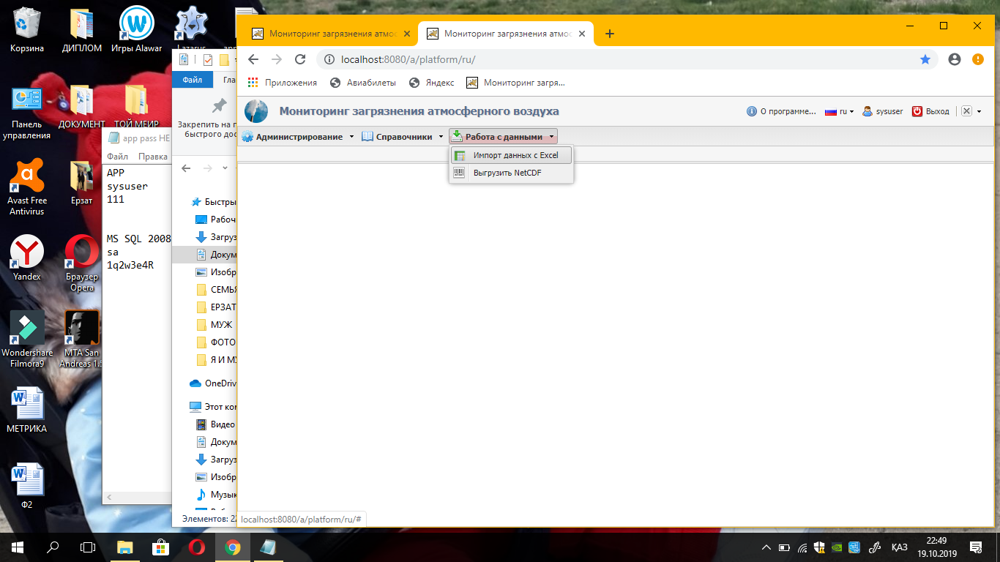 Корзина
ДИПЛОМ
Игры Alawar
Lazarus
Панель
управления
ДОКУМЕНТ
ТОЙ МЕИР
Avast Free
Antivirus
Ерзат
Yandex
Браузер
Opera
Wondershare
Filmora9
MTA San
Andreas 1.5
МЕТРИКА
Ф2
app pass НЕ
Файл Правка
APP
sysuser
111
MS SQL 2008
sa
1q2w3e4R
Файл
Гла
Закрепить на п
быстрого дос
Быстры
Рабоч
Загруз
Докум
Изобр
СЕМЬЯ
ЕРЗАТ
МУЖ
ФОТО
Я И МУ
OneDriv
Этот ком
Видео
Докум
Загруз
Изобр
Музык
Элементов: 22
Мониторинг загрязнения атмос
Мониторинг загрязнения атмос
localhost:8080/a/platform/ru/
Приложения Авиабилеты Яндекс Мониторинг загря...
Мониторинг загрязнения атмосферного воздуха
О программе... ru sysuser Выход
Администрирование Справочники Работа с данными
Импорт данных с Excel
Выгрузить NetCDF
localhost:8080/a/platform/ru/#
ҚАЗ
22:49
19.10.2019